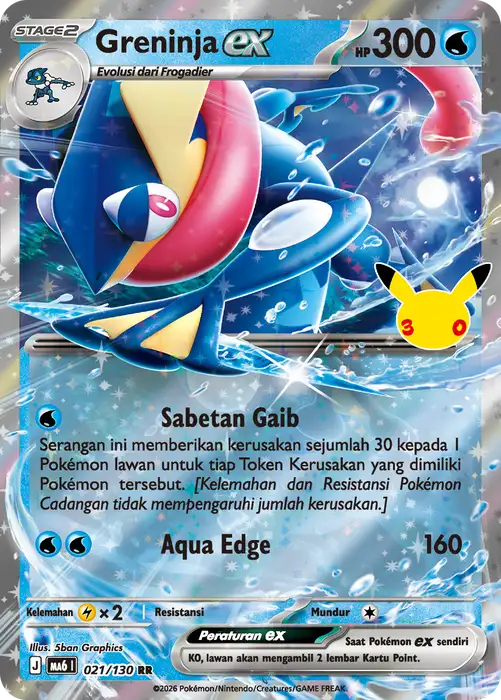 STAGE2 Greninja ex HP 300
Evolusi dari Frogadier
30
Sabetan Gaib
Serangan ini memberikan kerusakan sejumlah 30 kepada 1
Pokémon lawan untuk tiap Token Kerusakan yang dimiliki
Pokémon tersebut. [Kelemahan dan Resistansi Pokémon
Cadangan tidak mempengaruhi jumlah kerusakan.]
Aqua Edge 160
Kelemahan ×2 Resistansi Mundur
Illus. 5ban Graphics
J MA6 I 021/130 RR
Peraturan ex
Saat Pokémon ex sendiri
KO, lawan akan mengambil 2 lembar Kartu Point.
©2026 Pokémon/Nintendo/Creatures/GAME FREAK.